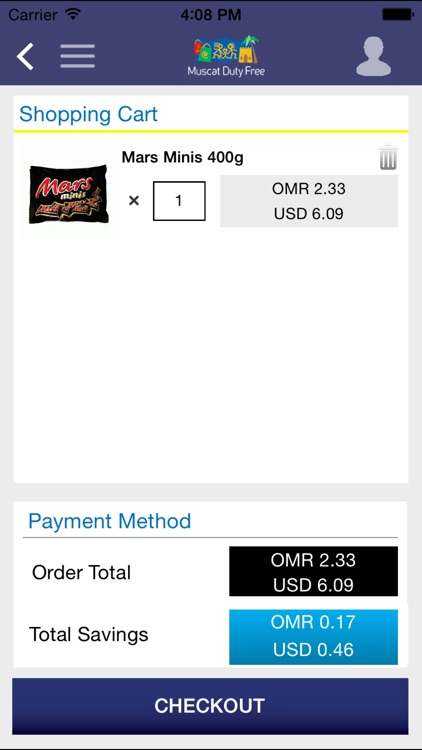 Carrier 4:08 PM
Muscat Duty Free
Shopping Cart
Mars Minis 400g
Mars
minis
× 1
OMR 2.33
USD 6.09
Payment Method
Order Total
OMR 2.33
USD 6.09
Total Savings
OMR 0.17
USD 0.46
CHECKOUT